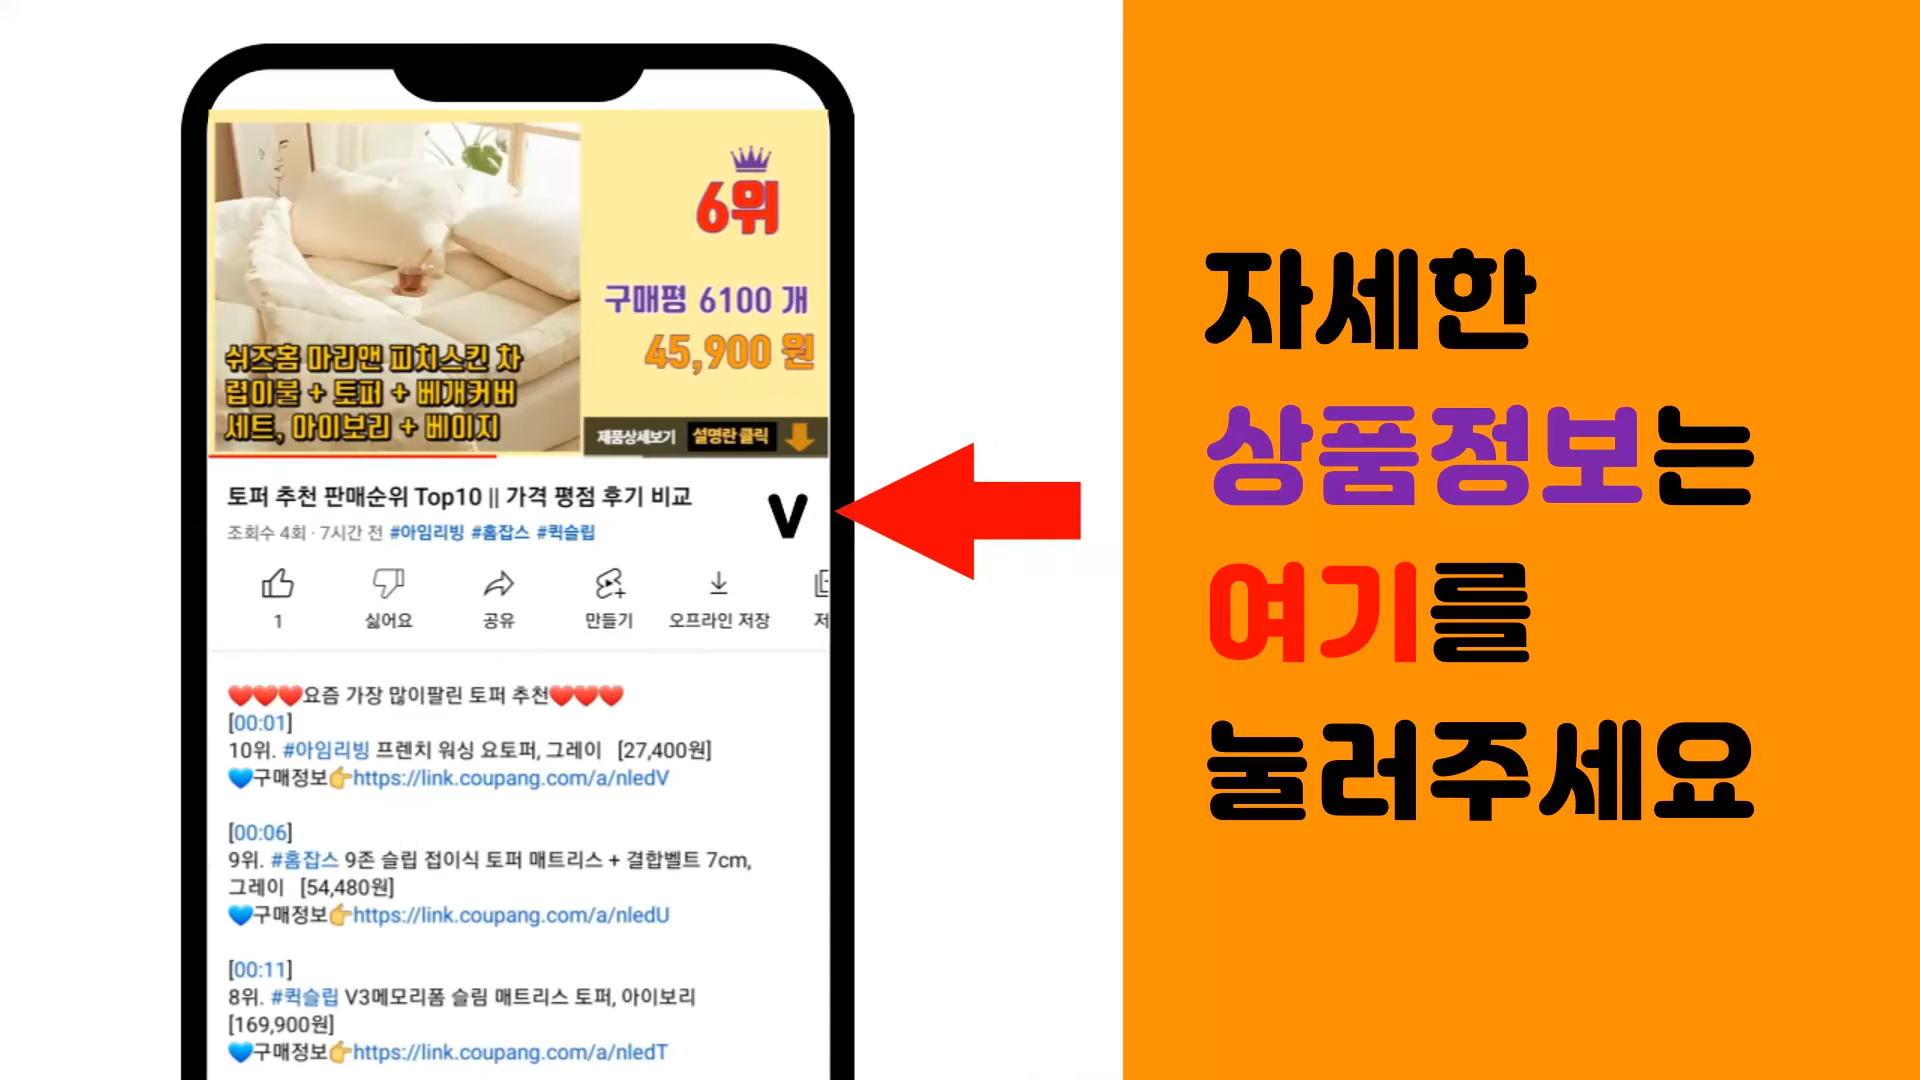 6위
구매평 6100 개
45,900 원
쉬즈홈 마리앤 피치스킨 차
렵이불 + 토퍼 + 베개커버
세트, 아이보리 + 베이지
제품상세보기 설명란 클릭
토퍼 추천 판매순위 Top10 || 가격 평점 후기 비교
V
조회수 4회 · 7시간 전 #아임리빙 #홈잡스 #퀵슬립
1 싫어요 공유 만들기 오프라인 저장 저
❤❤❤요즘 가장 많이팔린 토퍼 추천❤❤❤
[00:01]
10위. #아임리빙 프렌치 워싱 요토퍼, 그레이 [27,400원]
💙구매정보👉https://link.coupang.com/a/nledV
[00:06]
9위. #홈잡스 9존 슬립 접이식 토퍼 매트리스 + 결합벨트 7cm,
그레이 [54,480원]
💙구매정보👉https://link.coupang.com/a/nledU
[00:11]
8위. #퀵슬립 V3메모리폼 슬림 매트리스 토퍼, 아이보리
[169,900원]
💙구매정보👉https://link.coupang.com/a/nledT
자세한
상품정보는
여기를
눌러주세요